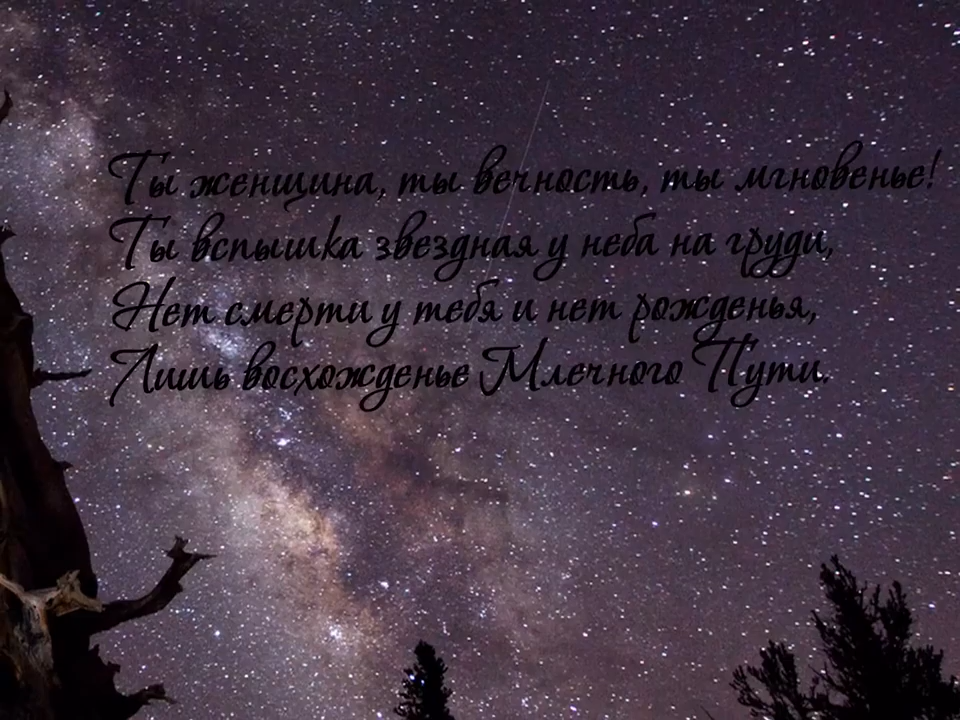 Ты женщина, ты вечность, ты мгновенье!
Ты вспышка звездная у неба на груди,
Нет смерти у тебя и нет рожденья,
Лишь восхожденье Млечного Пути.